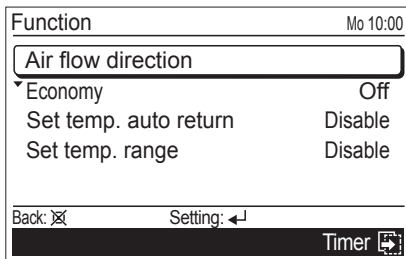 Function Mo 10:00
Air flow direction
Economy Off
Set temp. auto return Disable
Set temp. range Disable
Back: Setting:
Timer